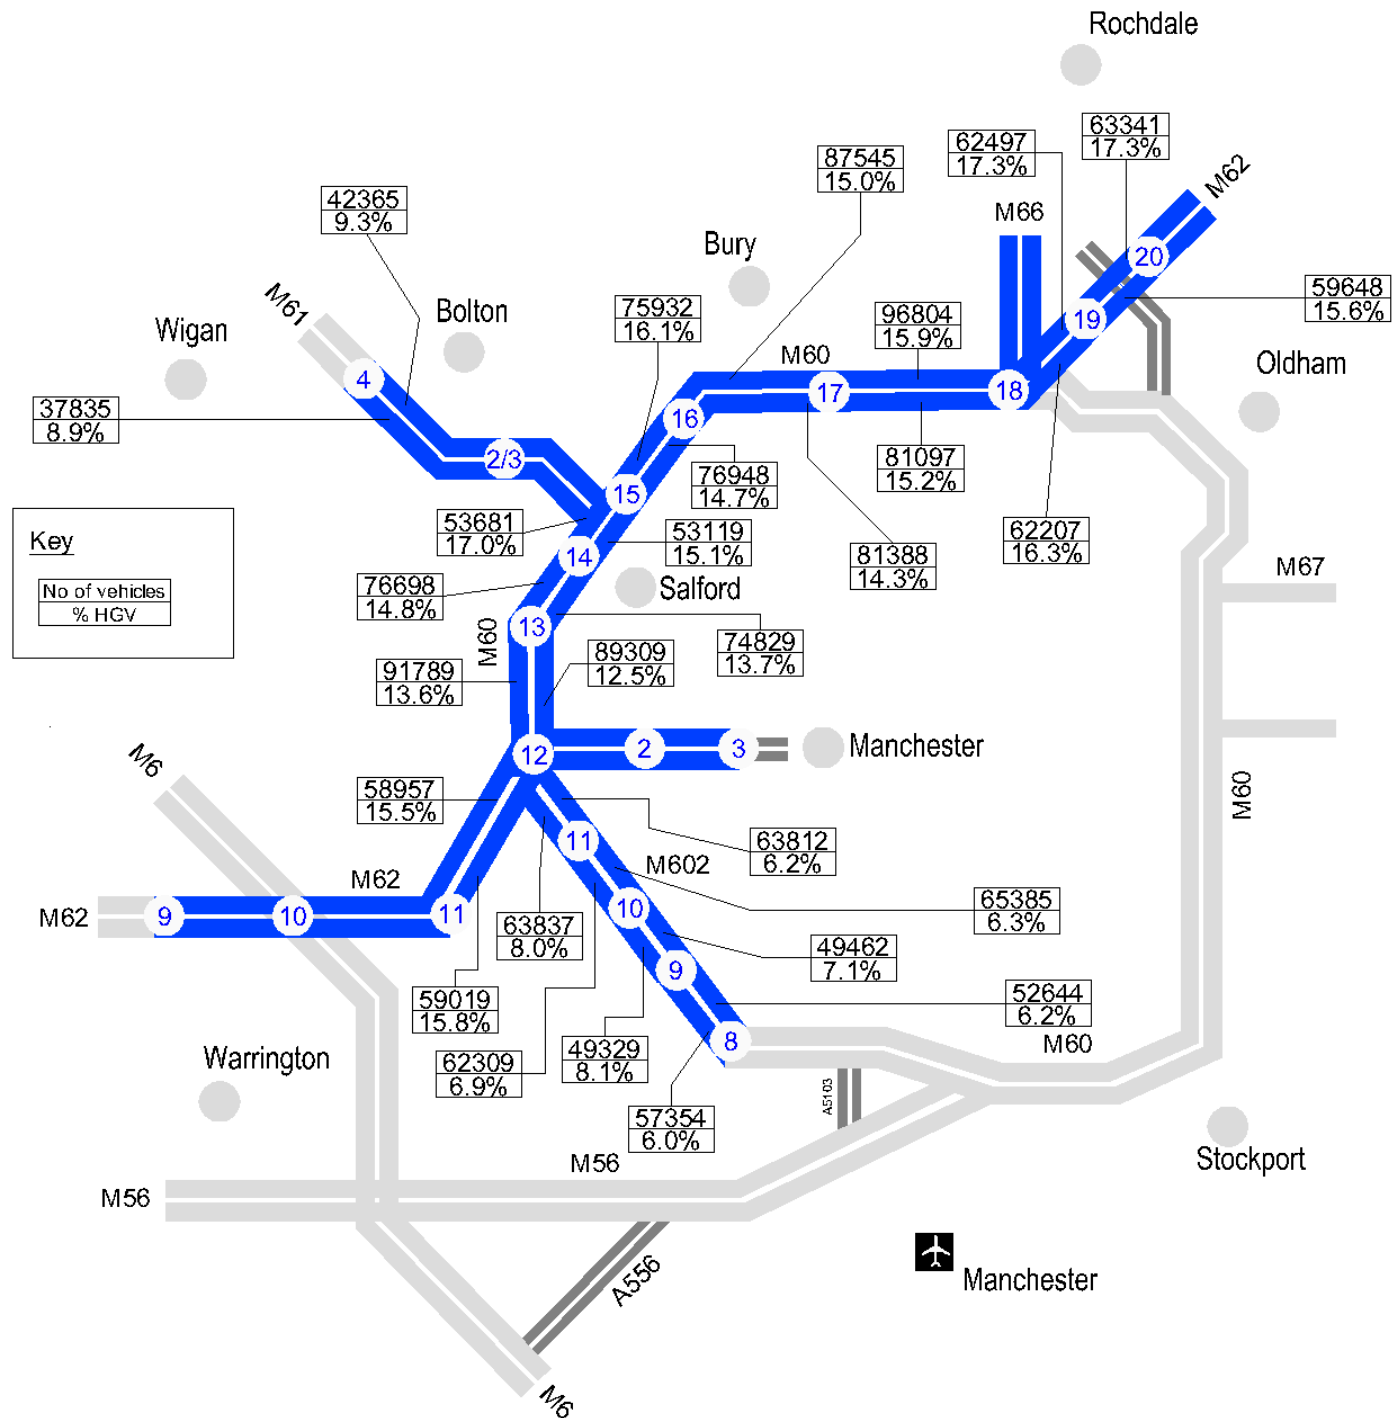 Rochdale
63341
17.3%
62497
17.3%
87545
15.0%
M62
42365
9.3%
M66
Bury
20
59648
15.6%
M61
Bolton
75932
16.1%
96804
15.9%
19
Wigan
M60
Oldham
4
17
18
37835
8.9%
16
2/3
81097
15.2%
76948
14.7%
15
53681
17.0%
53119
15.1%
62207
16.3%
Key
14
81388
14.3%
M67
No of vehicles
% HGV
76698
14.8%
Salford
13
M60
74829
13.7%
89309
12.5%
91789
13.6%
12
2
3
Manchester
M6
58957
15.5%
M60
11
63812
6.2%
M602
M62
M62
9
10
11
10
65385
6.3%
63837
8.0%
49462
7.1%
9
59019
15.8%
52644
6.2%
8
M60
49329
8.1%
62309
6.9%
Warrington
A5103
57354
6.0%
M56
Stockport
M56
A556
Manchester
M6